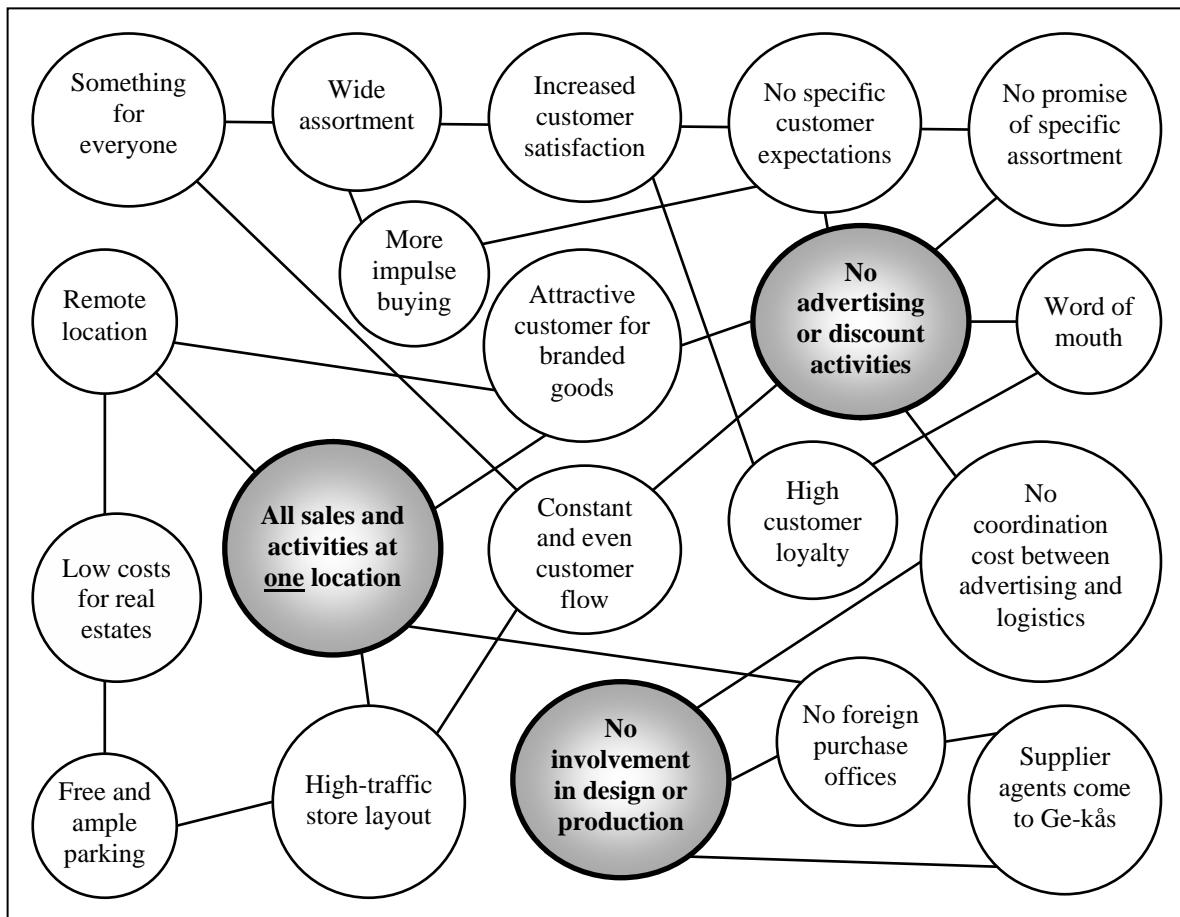 Something
for
everyone
Wide
assortment
Increased
customer
satisfaction
No specific
customer
expectations
No promise
of specific
assortment
More
impulse
buying
Remote
location
Attractive
customer for
branded
goods
No
advertising
or discount
activities
Word of
mouth
All sales and
activities at
one location
Constant
and even
customer
flow
High
customer
loyalty
No
coordination
cost between
advertising and
logistics
Low costs
for real
estates
No
involvement
in design or
production
No foreign
purchase
offices
Supplier
agents come
to Ge-kås
Free and
ample
parking
High-traffic
store layout